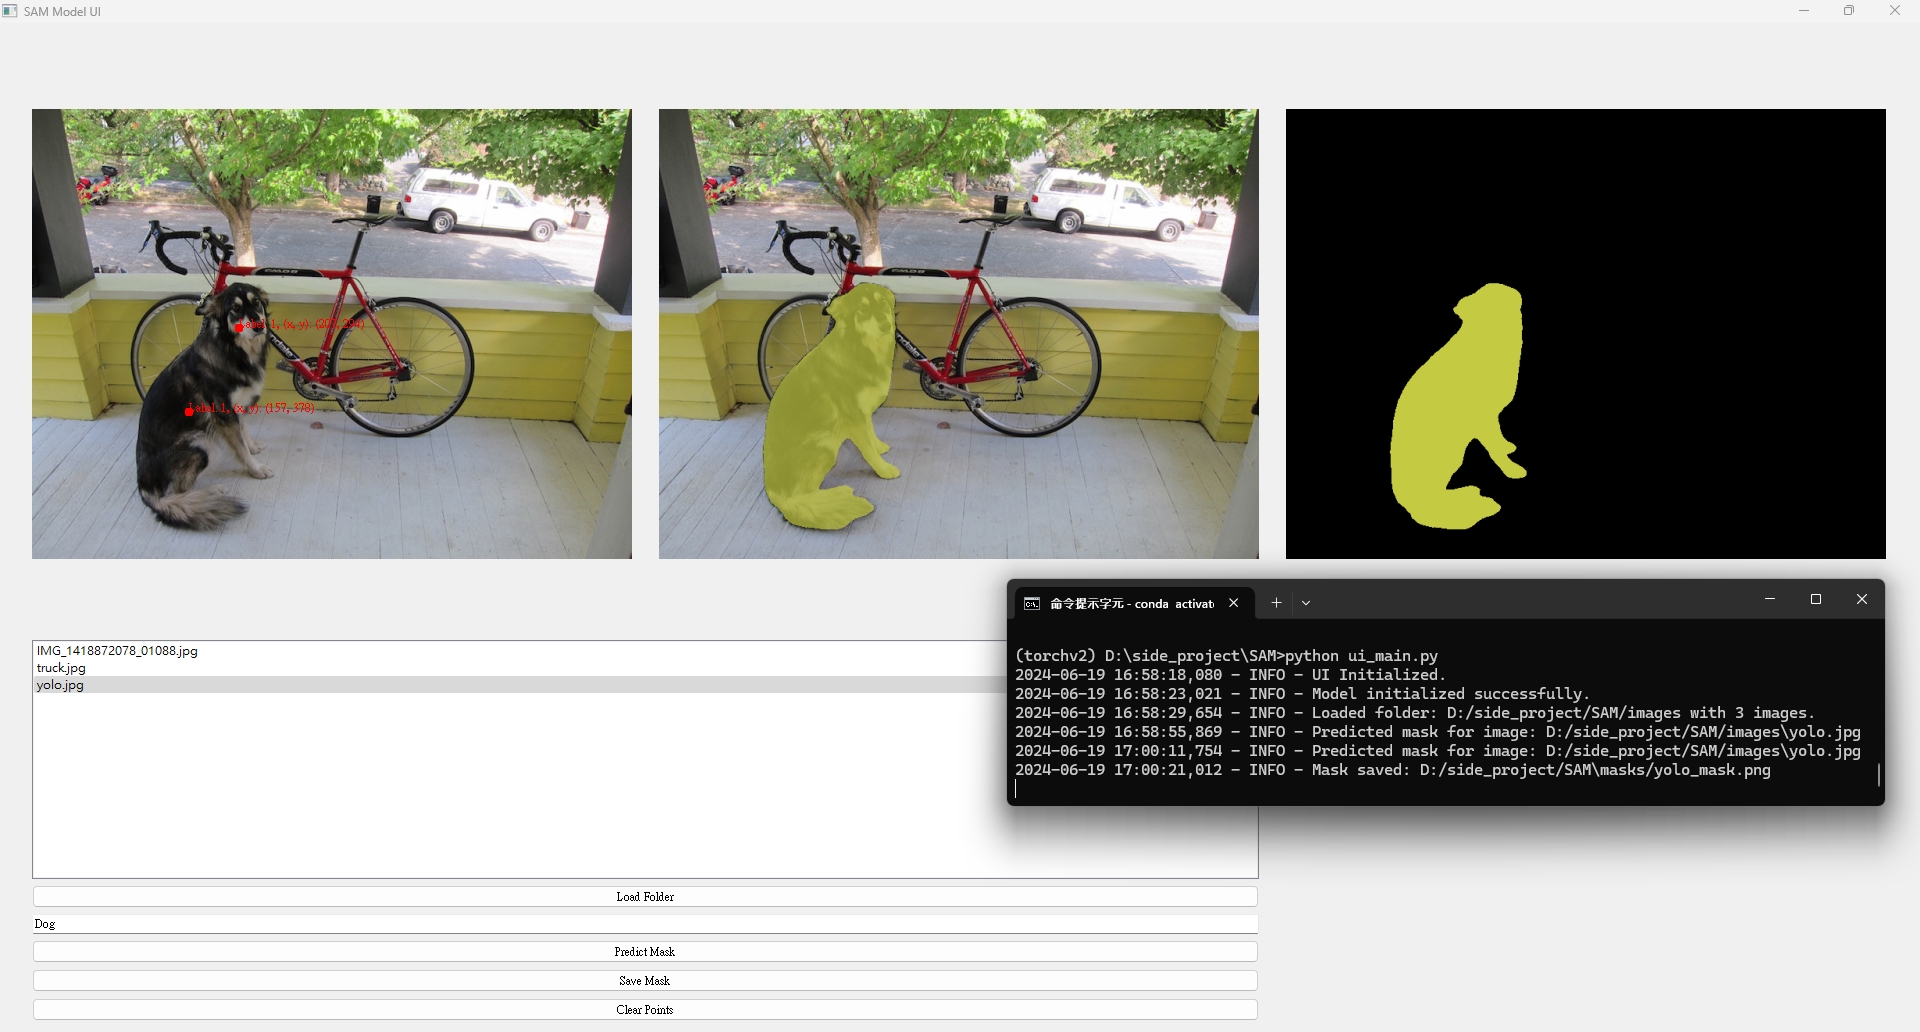 SAM Model UI
Label: 1, (x, y): (207, 294)
Label: 1, (x, y): (157, 378)
命令提示字元 - conda activat
(torchv2) D:\side_project\SAM>python ui_main.py
2024-06-19 16:58:18,080 - INFO - UI Initialized.
2024-06-19 16:58:23,021 - INFO - Model initialized successfully.
2024-06-19 16:58:29,654 - INFO - Loaded folder: D:/side_project/SAM/images with 3 images.
2024-06-19 16:58:55,869 - INFO - Predicted mask for image: D:/side_project/SAM/images\yolo.jpg
2024-06-19 17:00:11,754 - INFO - Predicted mask for image: D:/side_project/SAM/images\yolo.jpg
2024-06-19 17:00:21,012 - INFO - Mask saved: D:/side_project/SAM\masks/yolo_mask.png
IMG_1418872078_01088.jpg
truck.jpg
yolo.jpg
Load Folder
Dog
Predict Mask
Save Mask
Clear Points